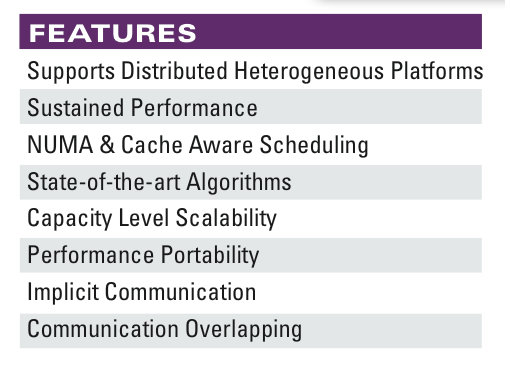 FEATURES
Supports Distributed Heterogeneous Platforms
Sustained Performance
NUMA & Cache Aware Scheduling
State-of-the-art Algorithms
Capacity Level Scalability
Performance Portability
Implicit Communication
Communication Overlapping